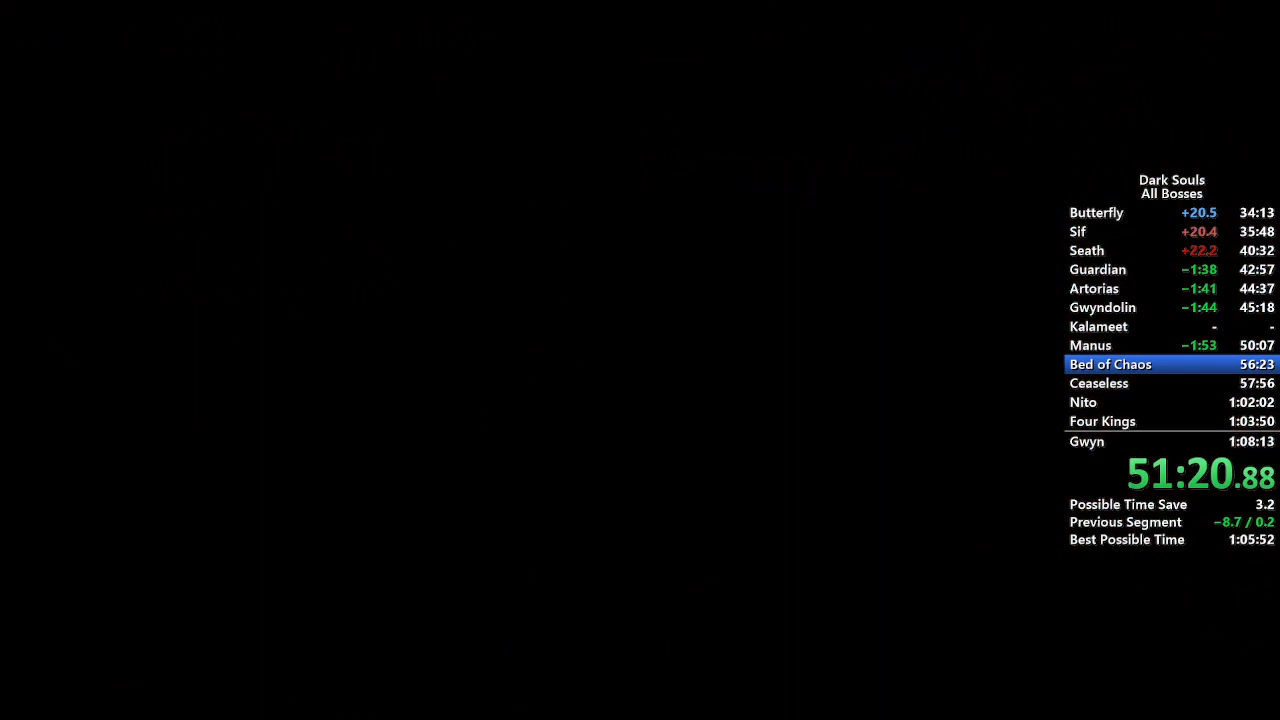 Dark Souls
All Bosses
Butterfly +20.5 34:13
Sif +20.4 35:48
Seath +22.2 40:32
Guardian −1:38 42:57
Artorias −1:41 44:37
Gwyndolin −1:44 45:18
Kalameet - -
Manus −1:53 50:07
Bed of Chaos 56:23
Ceaseless 57:56
Nito 1:02:02
Four Kings 1:03:50
Gwyn 1:08:13
51:20.88
Possible Time Save 3.2
Previous Segment −8.7 / 0.2
Best Possible Time 1:05:52